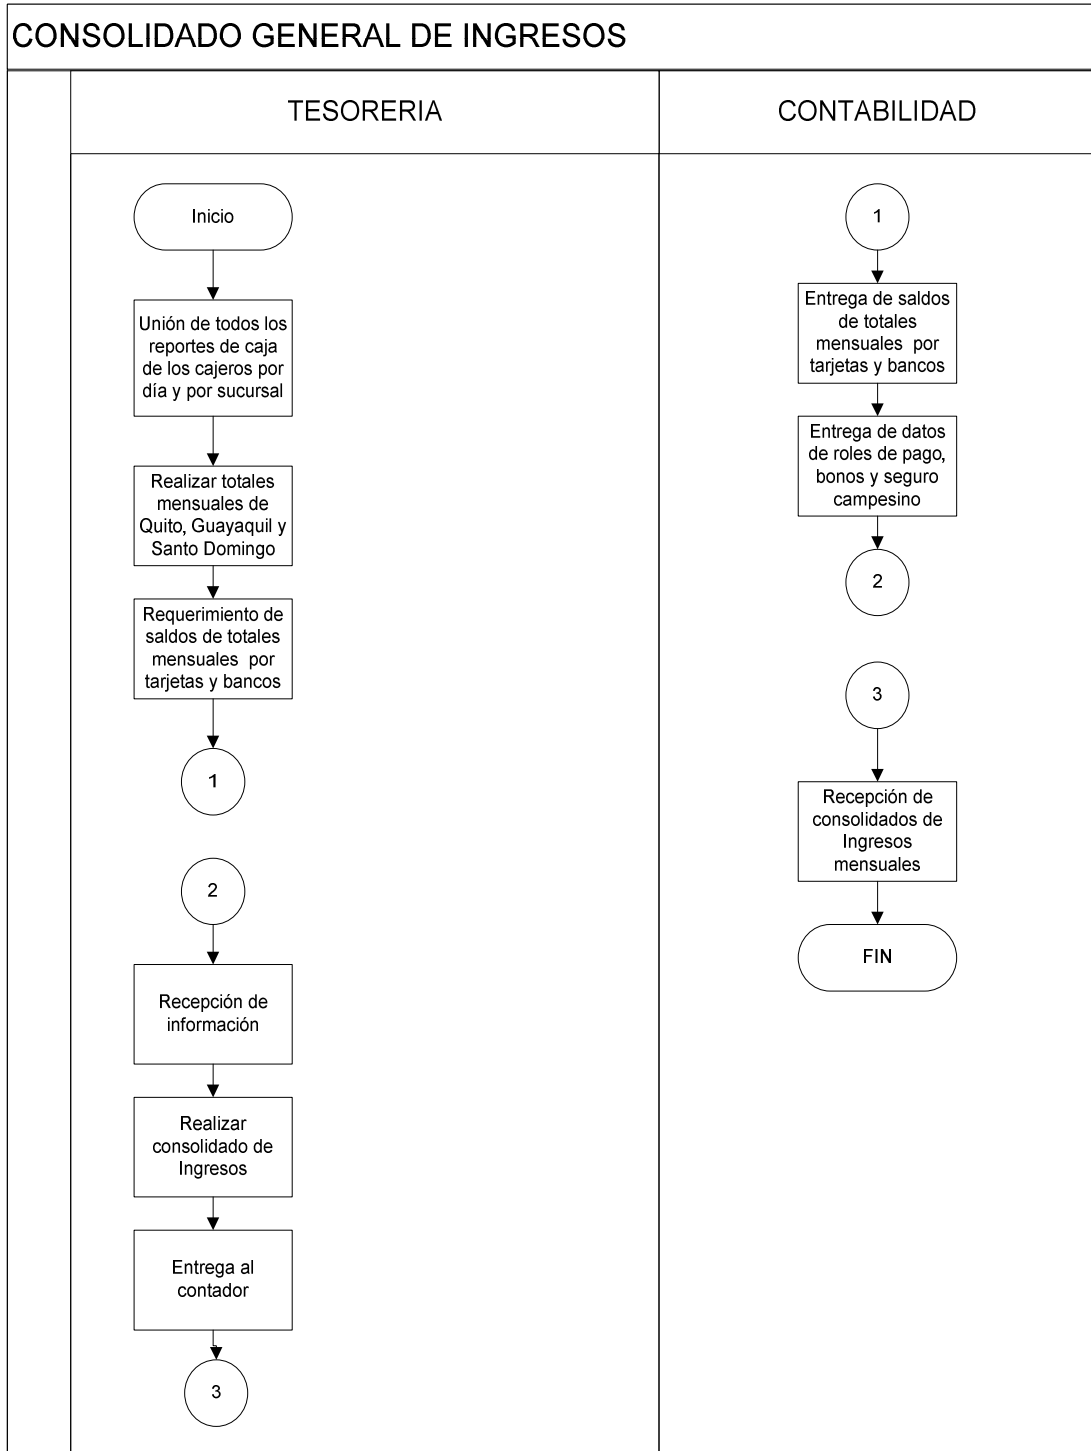 CONSOLIDADO GENERAL DE INGRESOS
TESORERIA
Inicio
Unión de todos los
reportes de caja
de los cajeros por
día y por sucursal
Realizar totales
mensuales de
Quito, Guayaquil y
Santo Domingo
Requerimiento de
saldos de totales
mensuales por
tarjetas y bancos
1
2
Recepción de
información
Realizar
consolidado de
Ingresos
Entrega al
contador
3
CONTABILIDAD
1
Entrega de saldos
de totales
mensuales por
tarjetas y bancos
Entrega de datos
de roles de pago,
bonos y seguro
campesino
2
3
Recepción de
consolidados de
Ingresos
mensuales
FIN